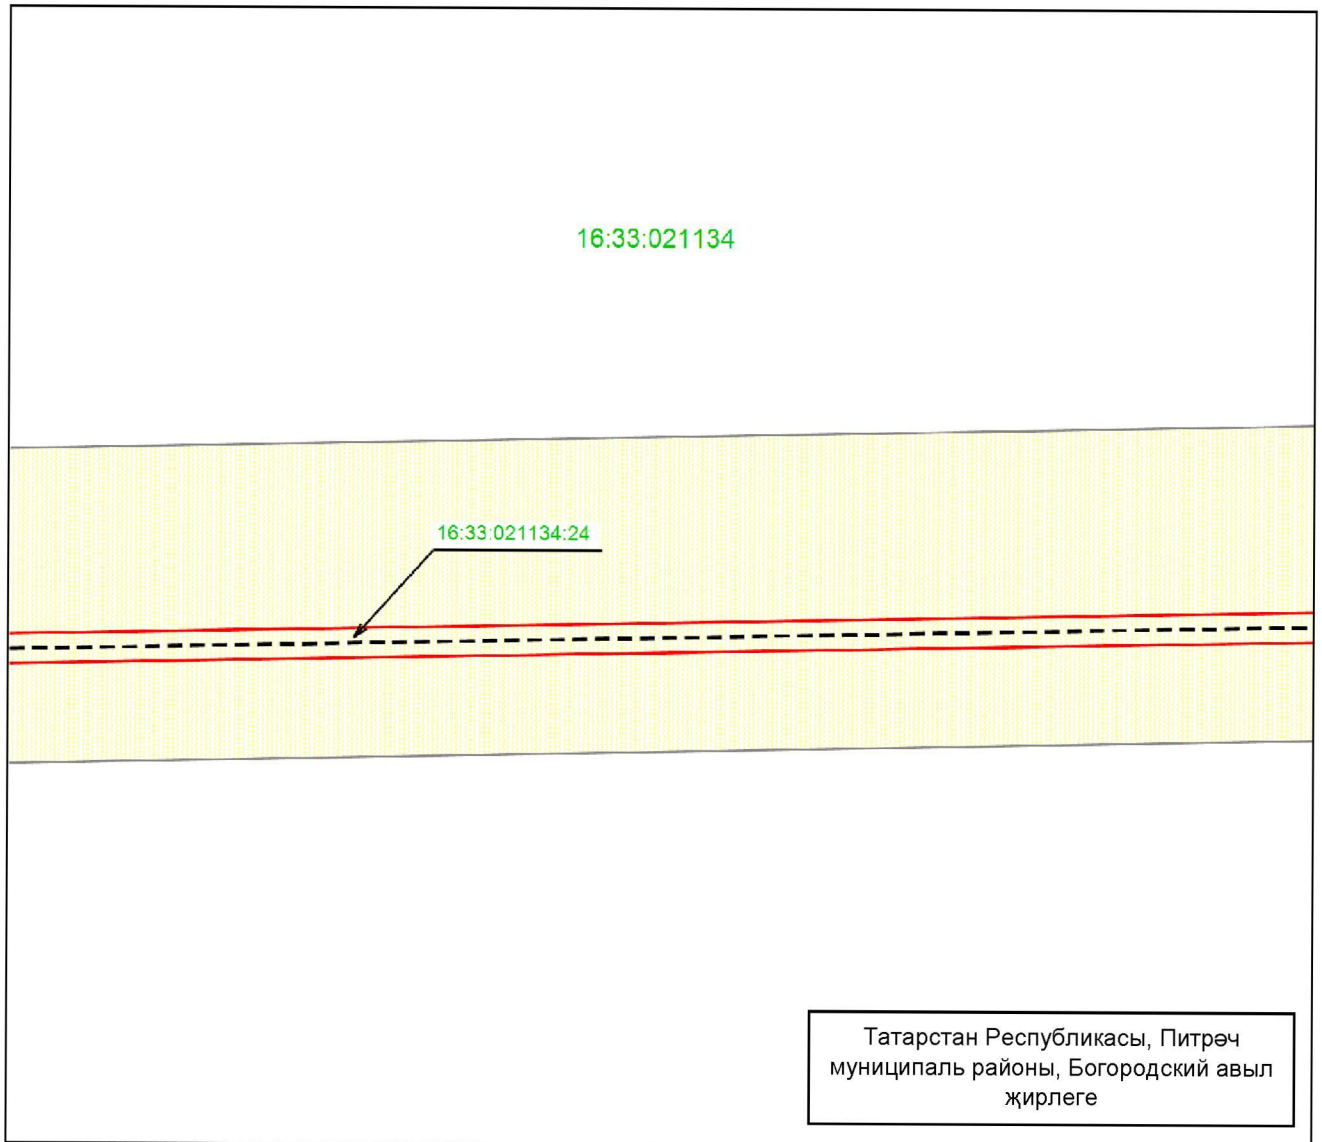 16:33:021134
16:33:021134:24
Татарстан Республикасы, Питрәч
муниципаль районы, Богородский авыл
җирлеге